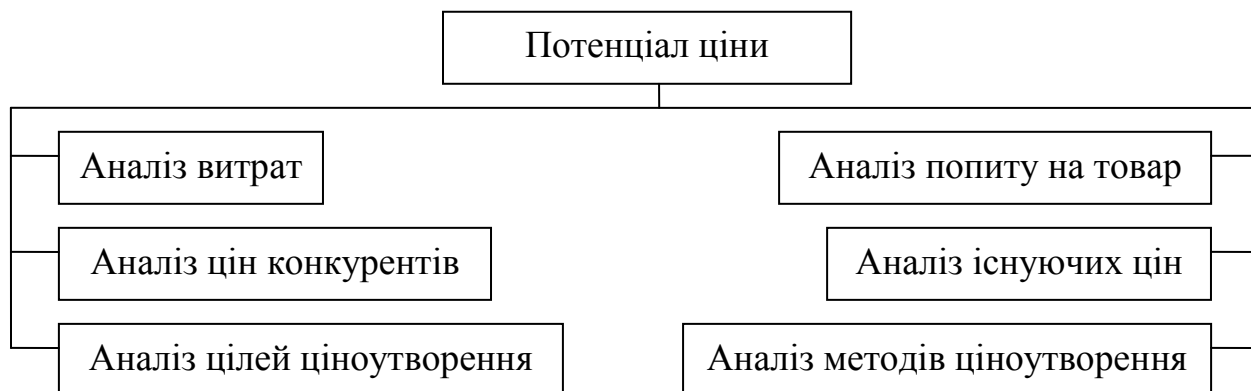 Потенціал ціни
Аналіз витрат
Аналіз попиту на товар
Аналіз цін конкурентів
Аналіз існуючих цін
Аналіз цілей ціноутворення
Аналіз методів ціноутворення